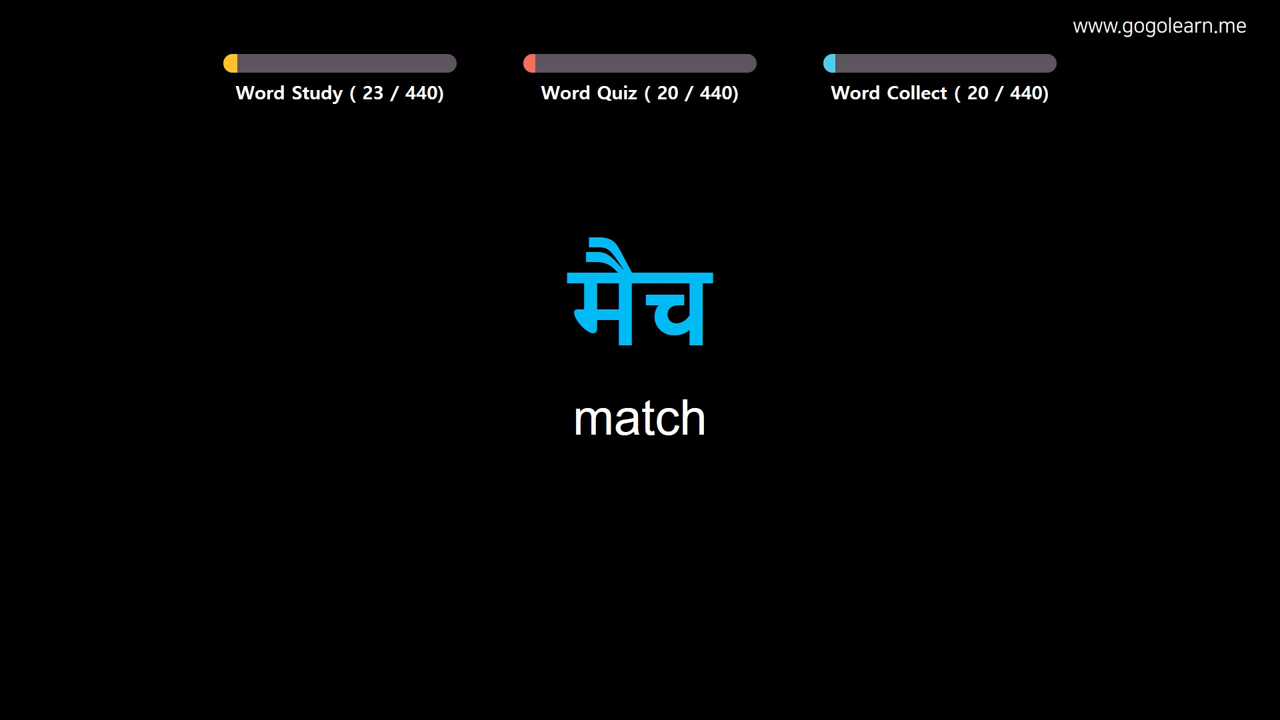 www.gogolearn.me
Word Study ( 23 / 440)
Word Quiz ( 20 / 440)
Word Collect ( 20 / 440)
मैच
match